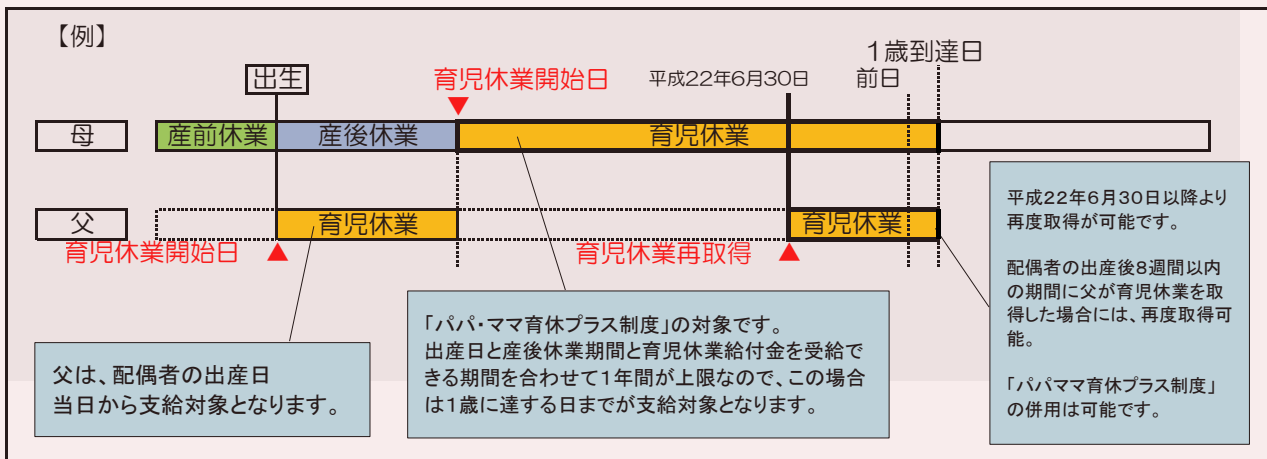 【例】
1歳到達日
出生
育児休業開始日
平成22年6月30日
前日
母
産前休業
産後休業
育児休業
父
育児休業
育児休業
育児休業開始日
育児休業再取得
父は、配偶者の出産日
当日から支給対象となります。
「パパ・ママ育休プラス制度」の対象です。
出産日と産後休業期間と育児休業給付金を受給で
きる期間を合わせて1年間が上限なので、この場合
は1歳に達する日までが支給対象となります。
平成22年6月30日以降より
再度取得が可能です。
配偶者の出産後8週間以内
の期間に父が育児休業を取
得した場合には、再度取得可
能。
「パパママ育休プラス制度」
の併用は可能です。